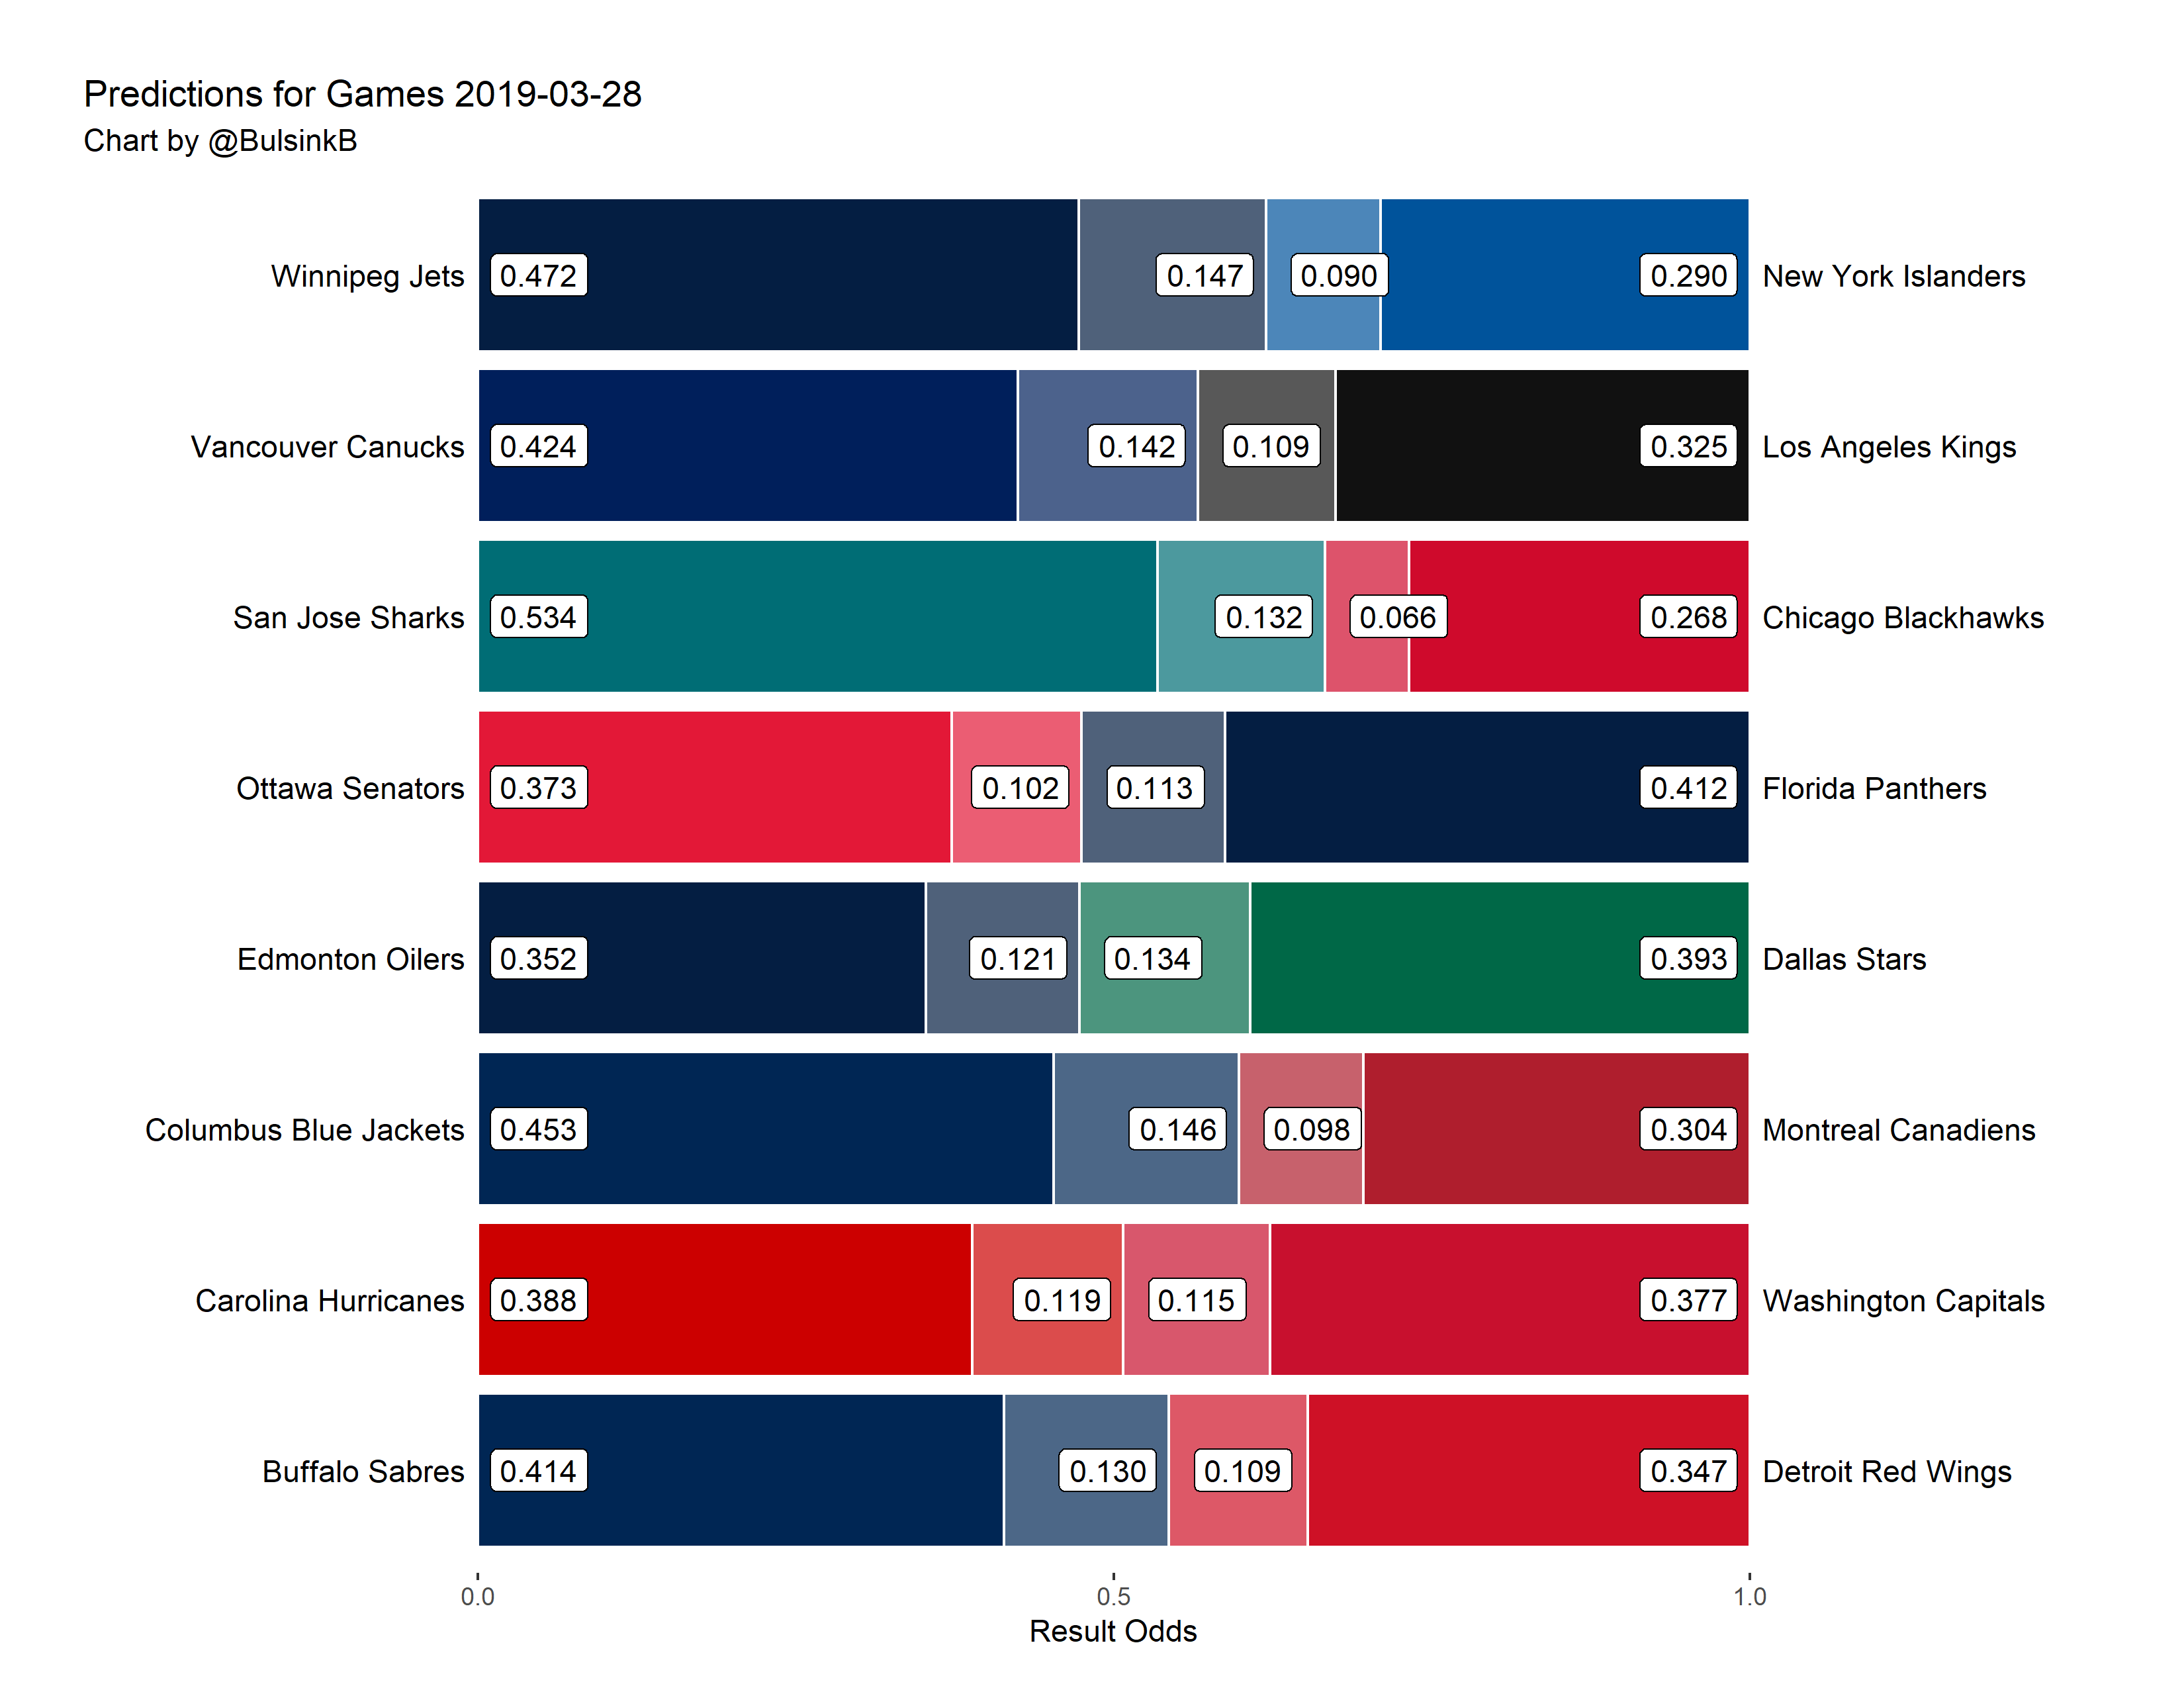 Predictions for Games 2019-03-28
Chart by @BulsinkB
Winnipeg Jets 0.472 0.147 0.090 0.290 New York Islanders
Vancouver Canucks 0.424 0.142 0.109 0.325 Los Angeles Kings
San Jose Sharks 0.534 0.132 0.066 0.268 Chicago Blackhawks
Ottawa Senators 0.373 0.102 0.113 0.412 Florida Panthers
Edmonton Oilers 0.352 0.121 0.134 0.393 Dallas Stars
Columbus Blue Jackets 0.453 0.146 0.098 0.304 Montreal Canadiens
Carolina Hurricanes 0.388 0.119 0.115 0.377 Washington Capitals
Buffalo Sabres 0.414 0.130 0.109 0.347 Detroit Red Wings
0.0 0.5 1.0
Result Odds